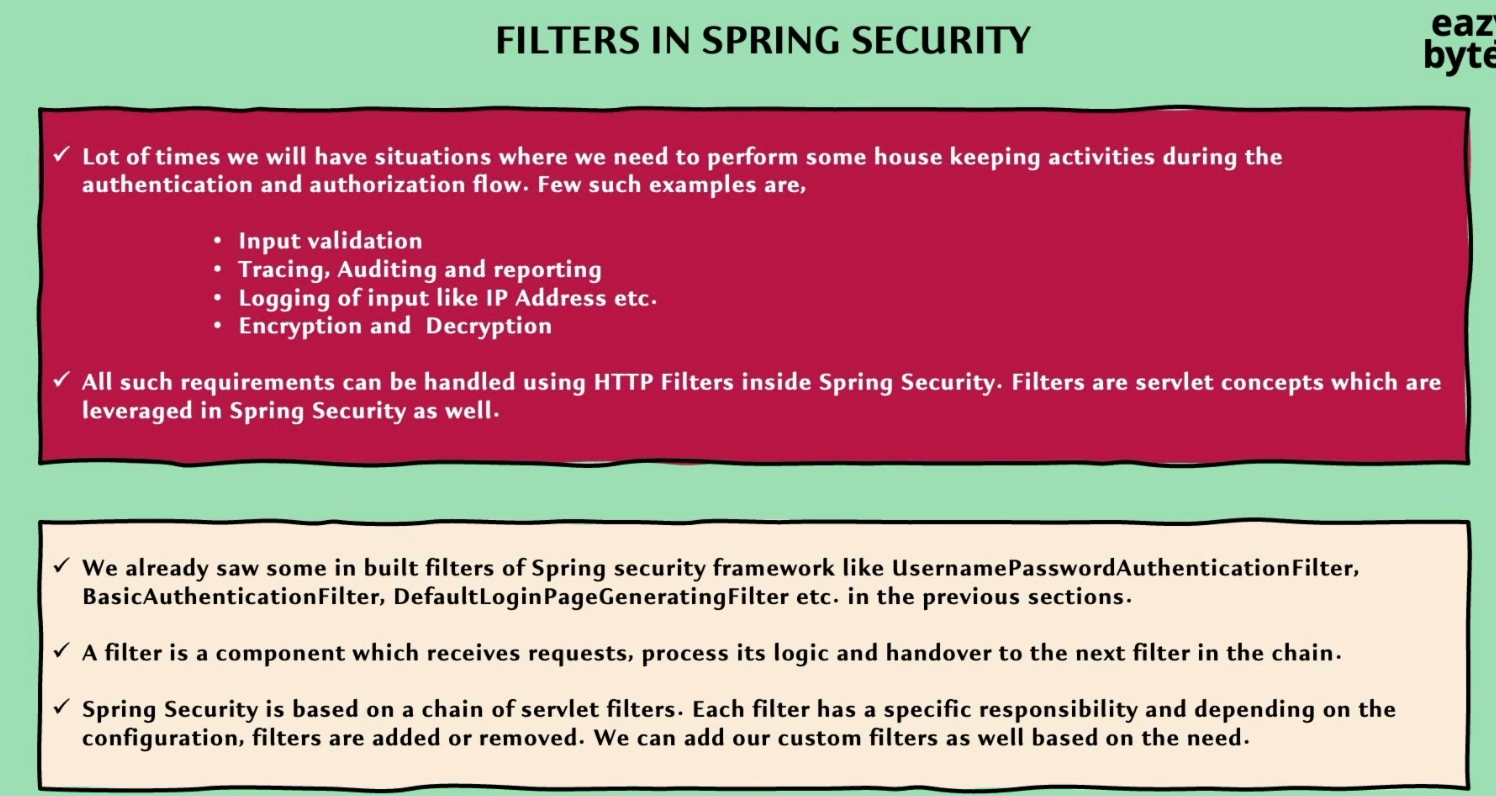 FILTERS IN SPRING SECURITY
eazy
byte
✓ Lot of times we will have situations where we need to perform some house keeping activities during the
authentication and authorization flow. Few such examples are,
• Input validation
• Tracing, Auditing and reporting
• Logging of input like IP Address etc.
• Encryption and  Decryption
✓ All such requirements can be handled using HTTP Filters inside Spring Security. Filters are servlet concepts which are
leveraged in Spring Security as well.
✓ We already saw some in built filters of Spring security framework like UsernamePasswordAuthenticationFilter,
BasicAuthenticationFilter, DefaultLoginPageGeneratingFilter etc. in the previous sections.
✓ A filter is a component which receives requests, process its logic and handover to the next filter in the chain.
✓ Spring Security is based on a chain of servlet filters. Each filter has a specific responsibility and depending on the
configuration, filters are added or removed. We can add our custom filters as well based on the need.